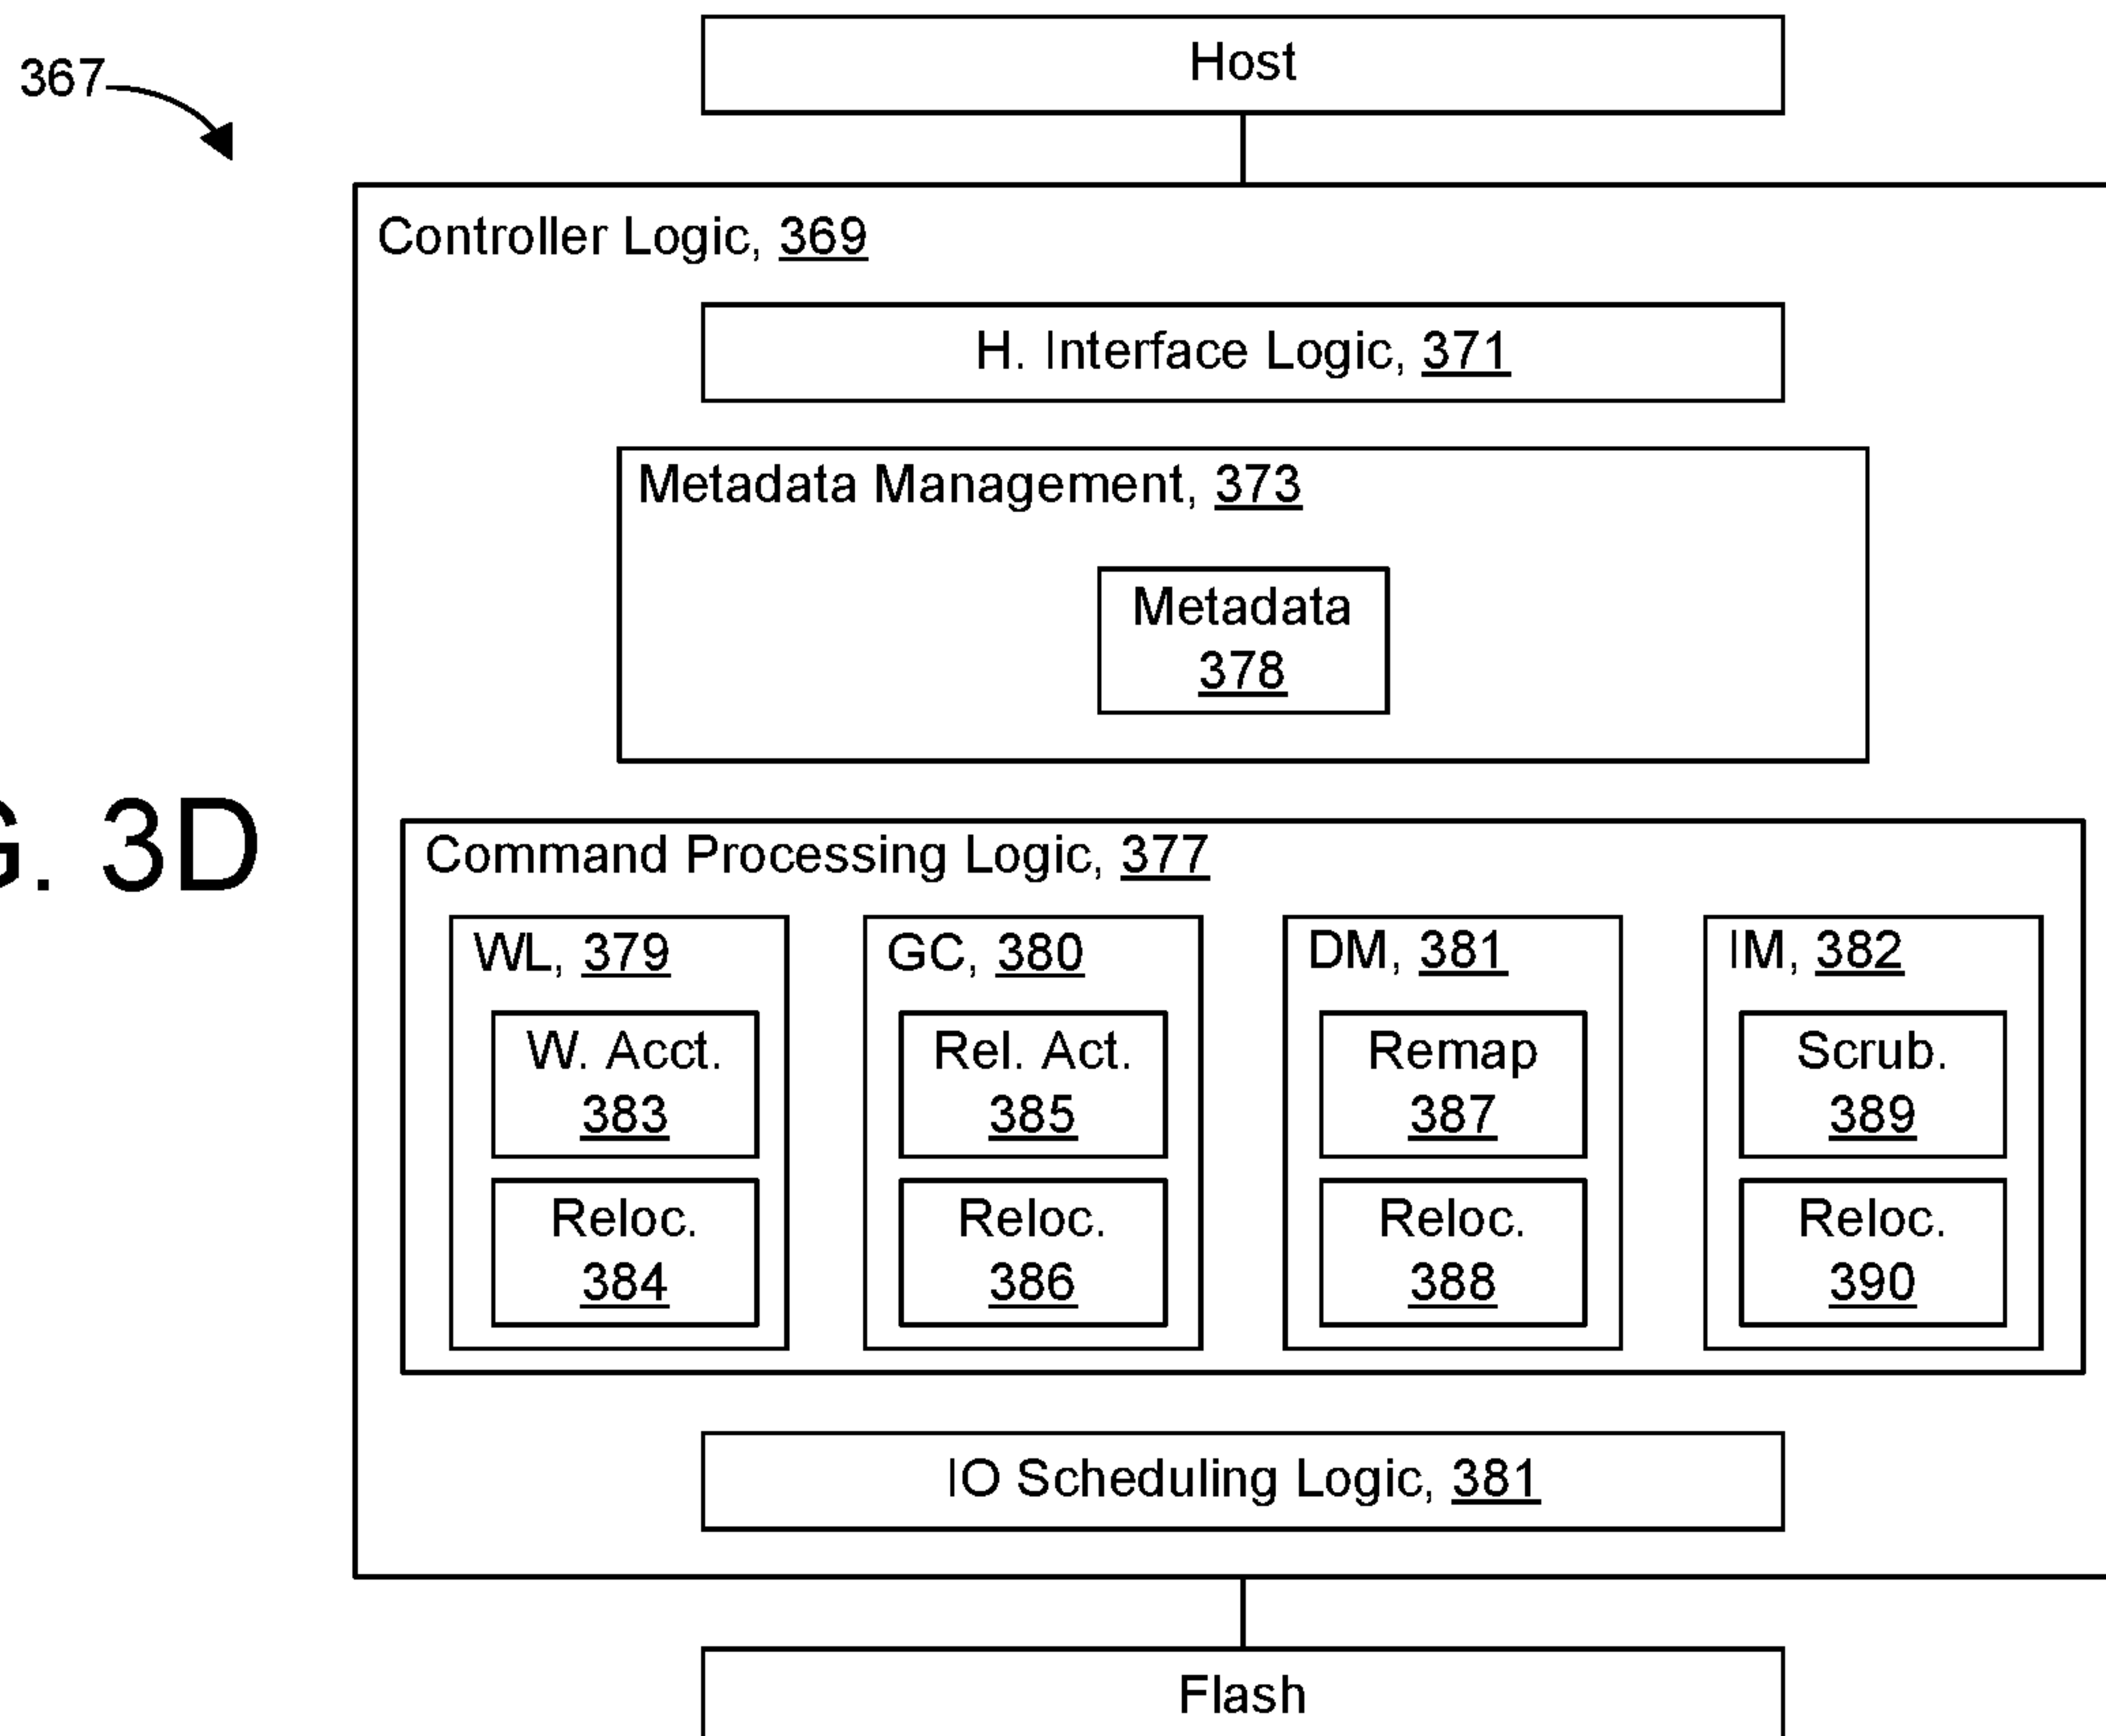 Host
367
Controller Logic, 369
H. Interface Logic, 371
Metadata Management, 373
Metadata
378
G. 3D
Command Processing Logic, 377
WL, 379
W. Acct.
383
Reloc.
384
GC, 380
Rel. Act.
385
Reloc.
386
DM, 381
Remap
387
Reloc.
388
IM, 382
Scrub.
389
Reloc.
390
IO Scheduling Logic, 381
Flash